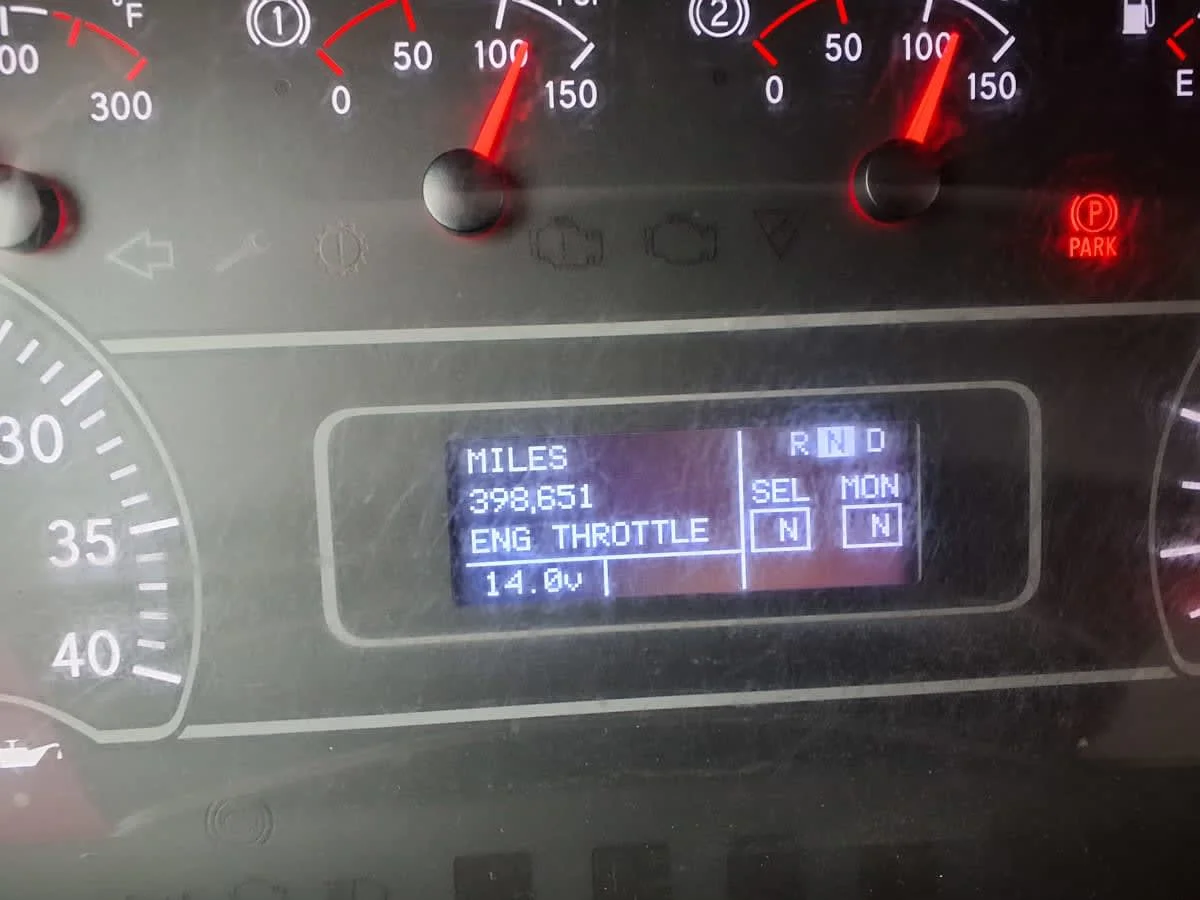 °F
00
300
1
0
50
100
150
2
0
50
100
150
E
P
PARK
30
35
40
MILES
398,651
ENG THROTTLE
14.0v
R N D
SEL MON
N N